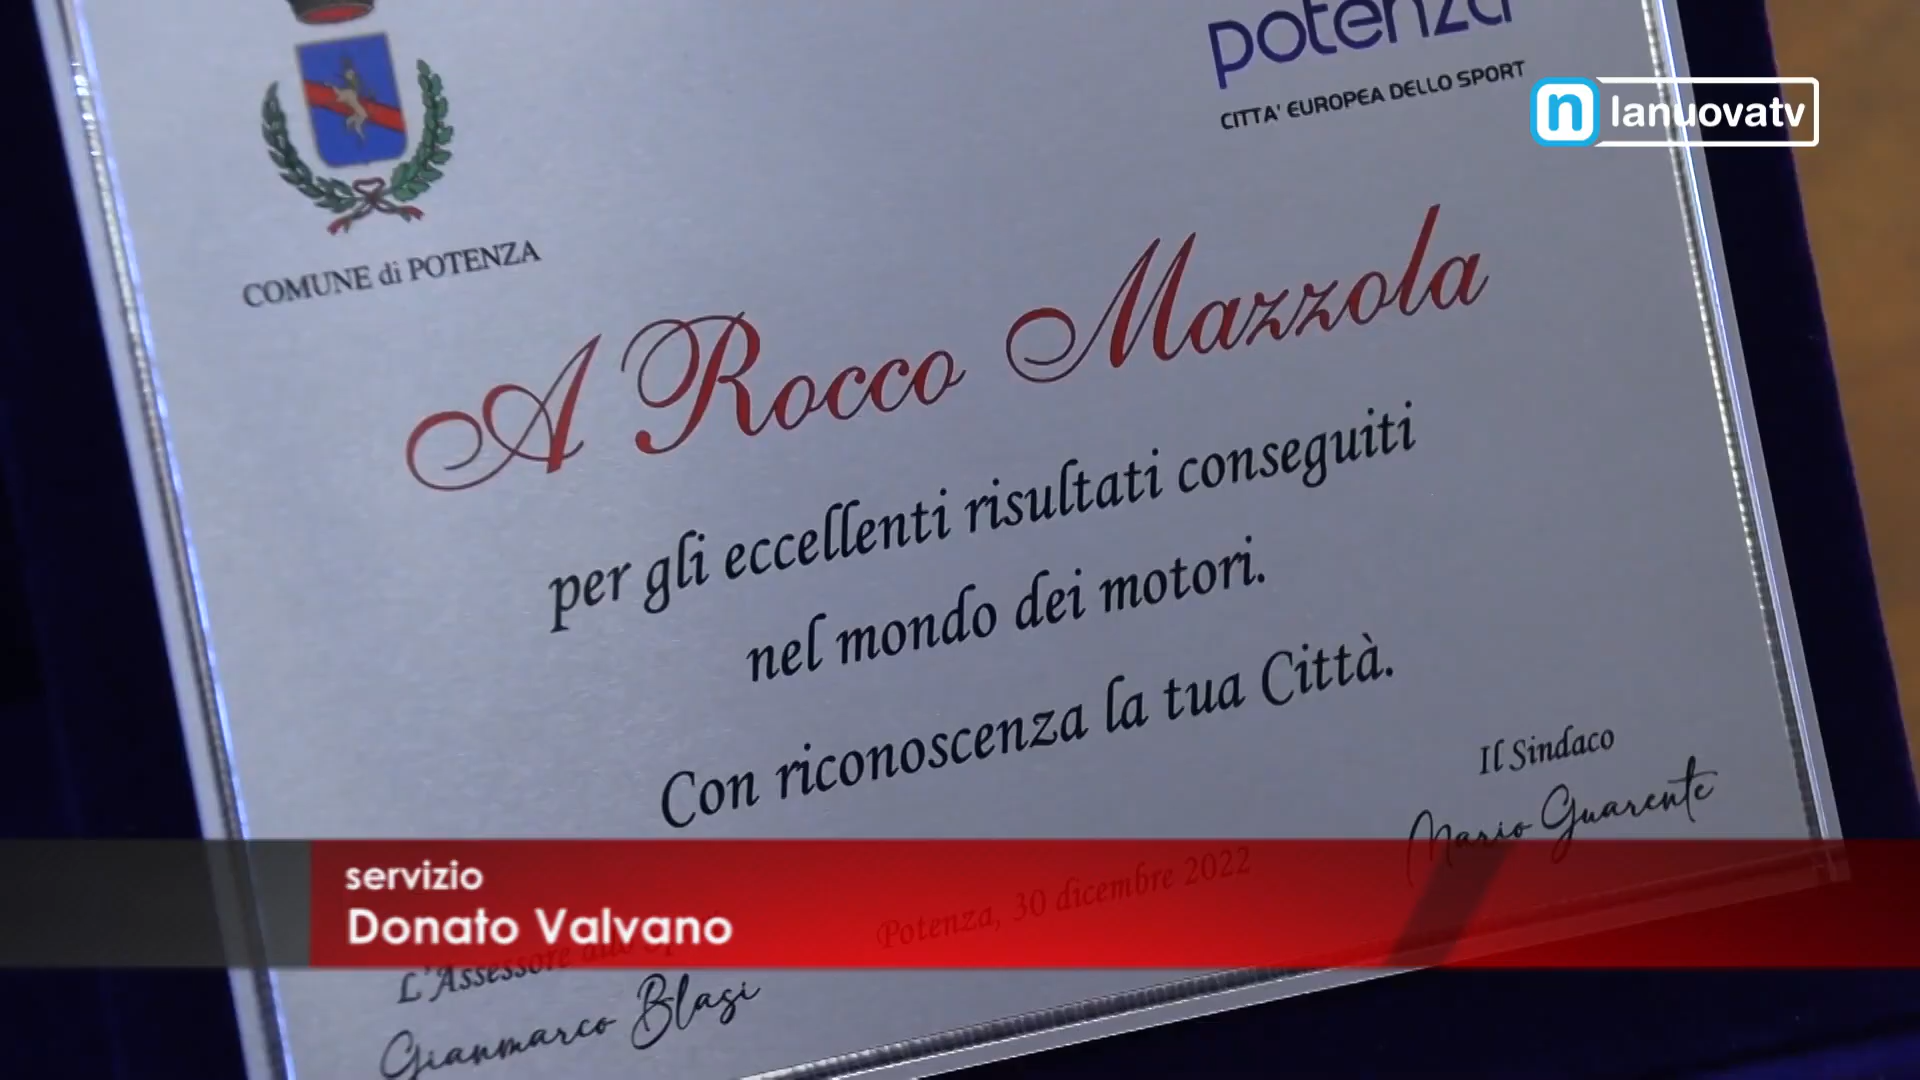 potenza
CITTA' EUROPEA DELLO SPORT
n lanuovatv
COMUNE di POTENZA
A Rocco Mazzola
per gli eccellenti risultati conseguiti
nel mondo dei motori.
Con riconoscenza la tua Città.
Il Sindaco
Mario Guarente
Potenza, 30 dicembre 2022
servizio
Donato Valvano
L'Assessore allo
Gianmarco Blasi